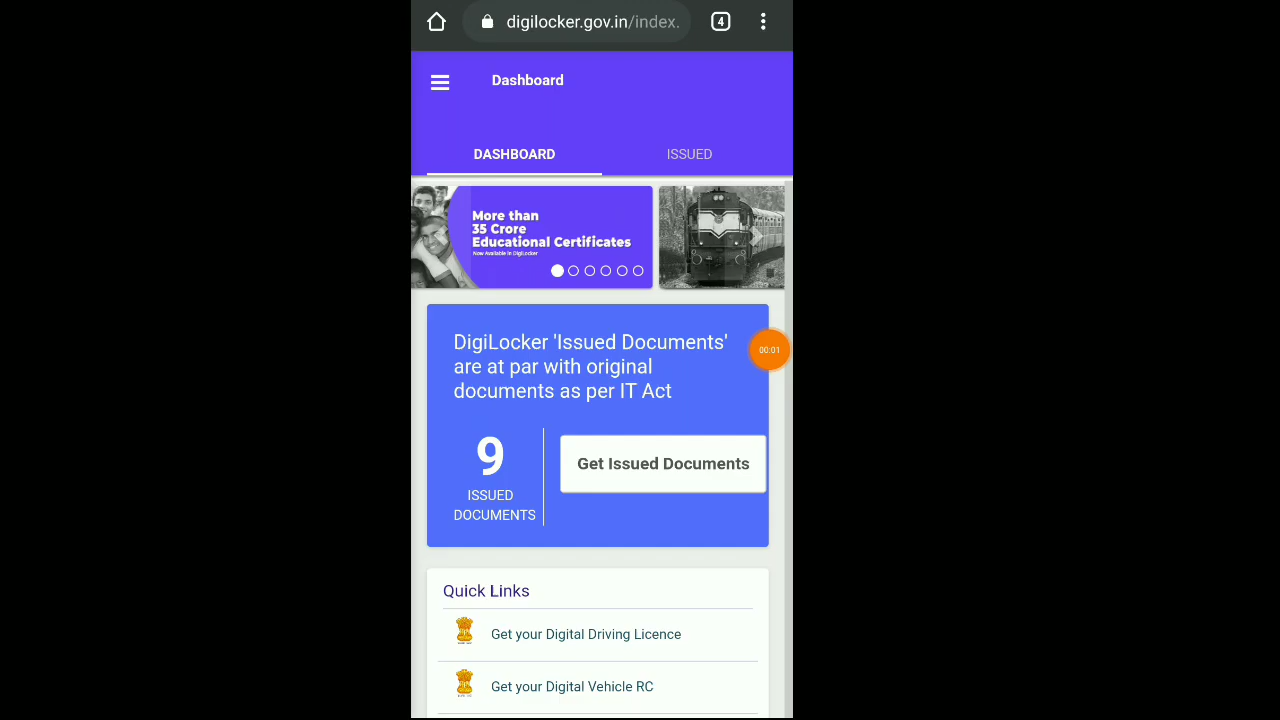 digilocker.gov.in/index.
4
Dashboard
DASHBOARD
ISSUED
More than
35 Crore
Educational Certificates
Now Available in DigiLocker
DigiLocker 'Issued Documents'
are at par with original
documents as per IT Act
00:01
9
ISSUED
DOCUMENTS
Get Issued Documents
Quick Links
Get your Digital Driving Licence
Get your Digital Vehicle RC